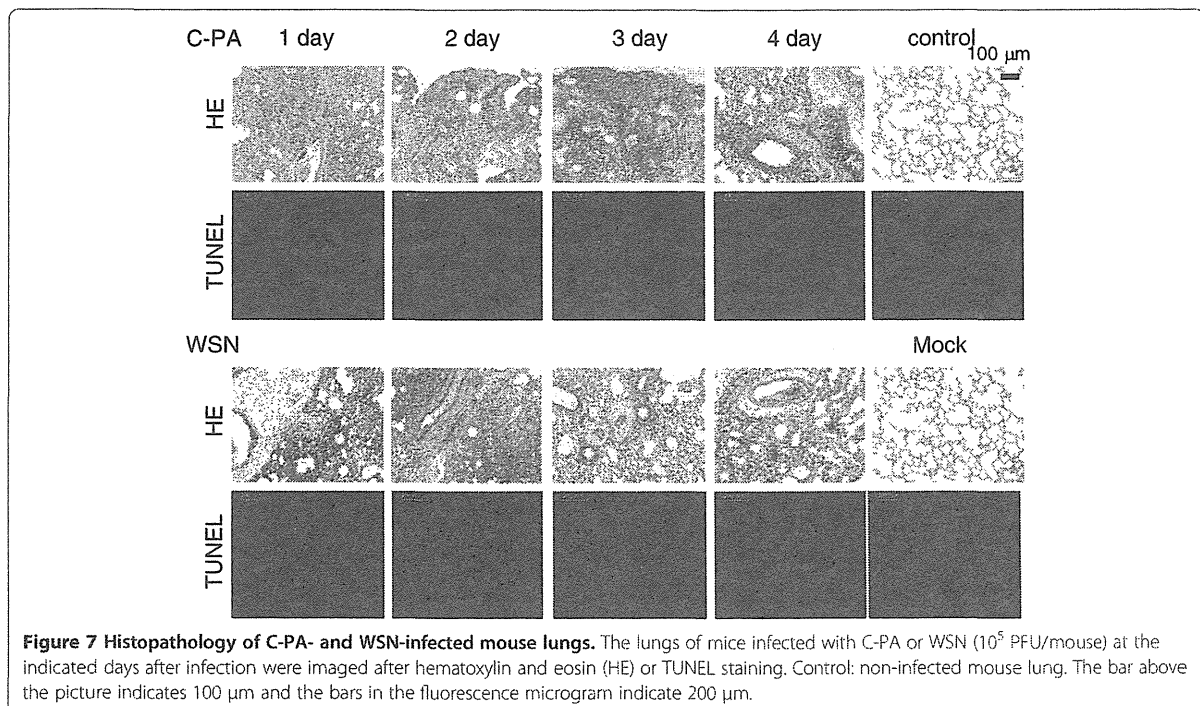 C-PA 1 day 2 day 3 day 4 day control
100 µm
HE
TUNEL
WSN Mock
HE
TUNEL
Figure 7 Histopathology of C-PA- and WSN-infected mouse lungs. The lungs of mice infected with C-PA or WSN (10⁵ PFU/mouse) at the
indicated days after infection were imaged after hematoxylin and eosin (HE) or TUNEL staining. Control: non-infected mouse lung. The bar above
the picture indicates 100 µm and the bars in the fluorescence microgram indicate 200 µm.